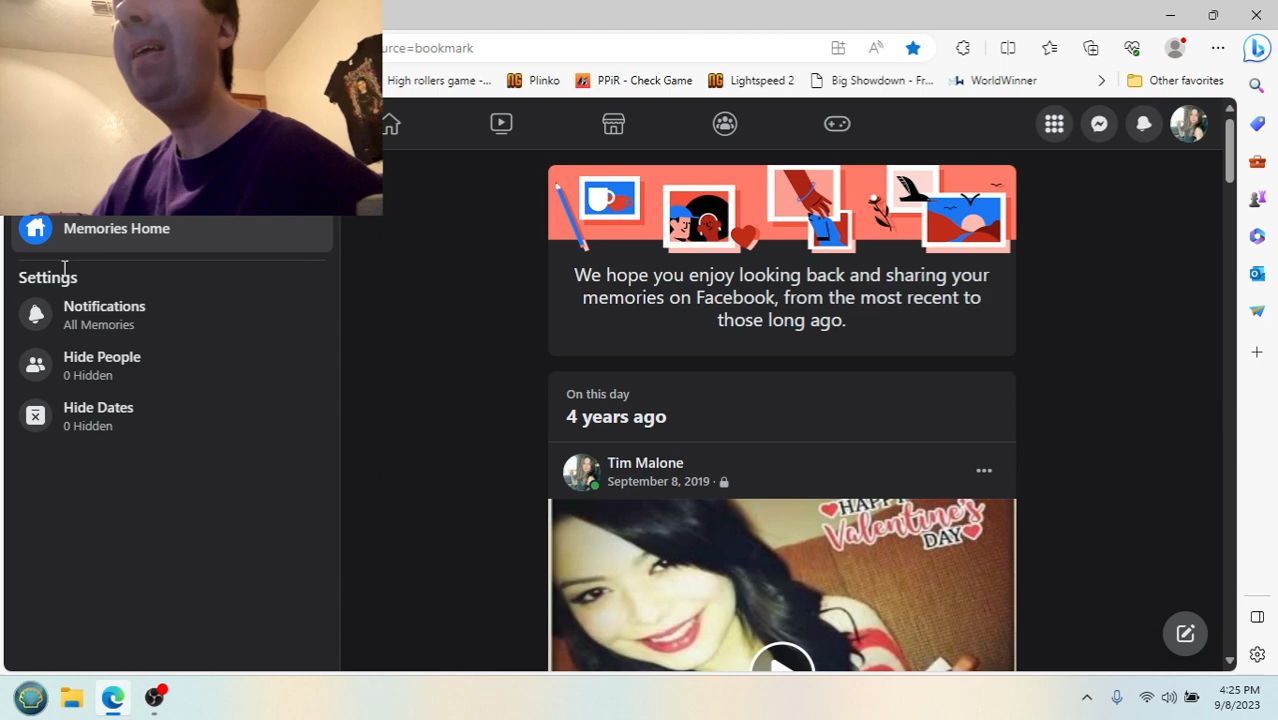 urce=bookmark
High rollers game -...
NG
Plinko
PPiR - Check Game
NG
Lightspeed 2
Big Showdown - Fr...
WorldWinner
Other favorites
Memories Home
Settings
Notifications
All Memories
Hide People
0 Hidden
Hide Dates
0 Hidden
We hope you enjoy looking back and sharing your
memories on Facebook, from the most recent to
those long ago.
On this day
4 years ago
Tim Malone
September 8, 2019 ·
HAPPY
Valentine's
DAY
4:25 PM
9/8/2023